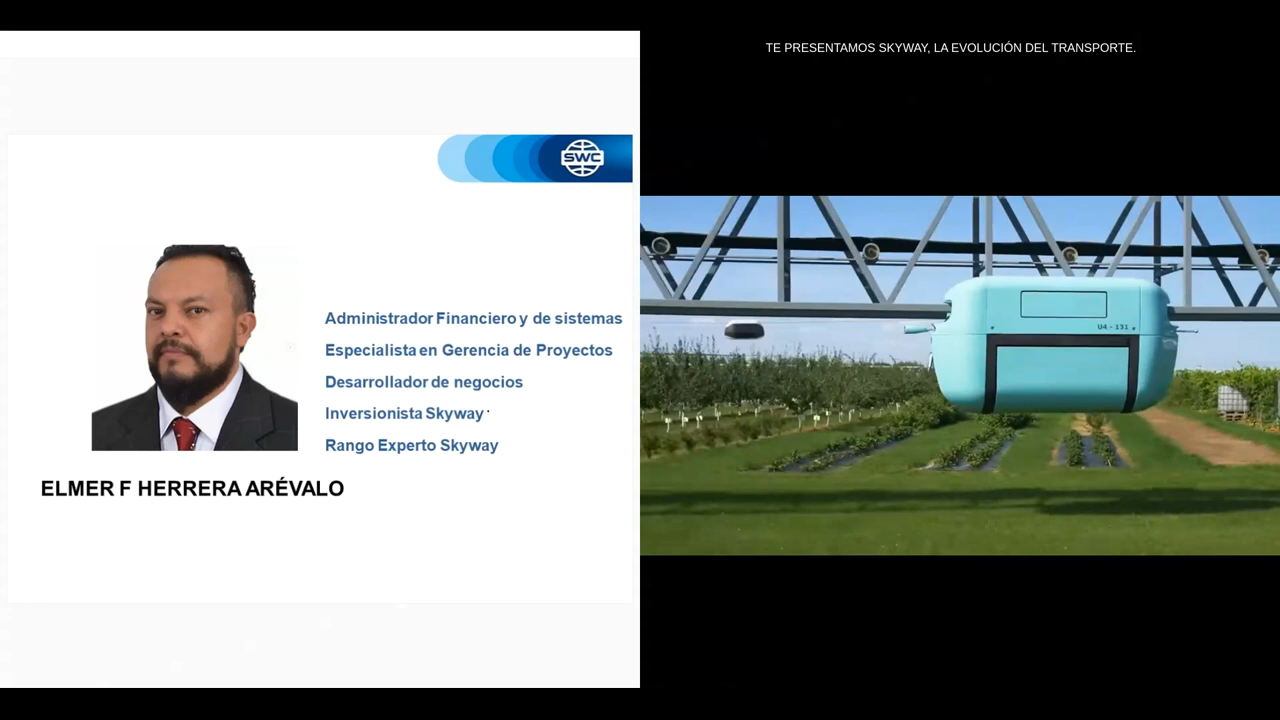 SWC
Administrador Financiero y de sistemas
Especialista en Gerencia de Proyectos
Desarrollador de negocios
Inversionista Skyway
Rango Experto Skyway
ELMER F HERRERA ARÉVALO
TE PRESENTAMOS SKYWAY, LA EVOLUCIÓN DEL TRANSPORTE.
U4 - 131